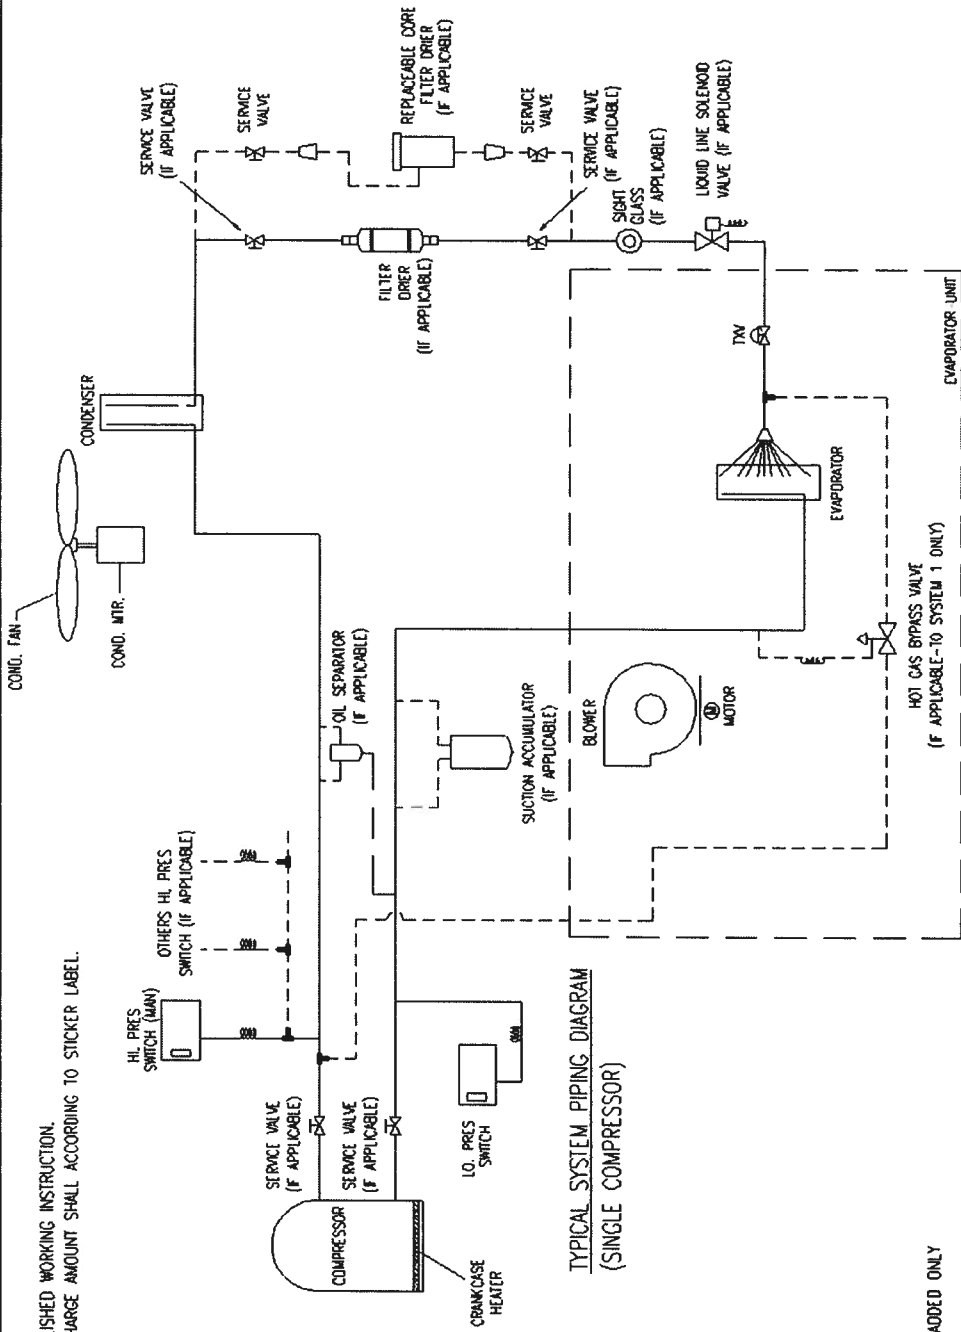 LISHED WORKING INSTRUCTION.
HARGE AMOUNT SHALL ACCORDING TO STICKER LABEL.
COND. FAN
COND. MTR.
CONDENSER
SERVICE VALVE
(IF APPLICABLE)
SERVICE
VALVE
REPLACEABLE CORE
FILTER DRIER
(IF APPLICABLE)
SERVICE
VALVE
SERVICE VALVE
(IF APPLICABLE)
FILTER
DRIER
(IF APPLICABLE)
SIGHT
GLASS
(IF APPLICABLE)
LIQUID LINE SOLENOID
VALVE (IF APPLICABLE)
HI. PRES
SWITCH (MAN)
OTHERS HI. PRES
SWITCH (IF APPLICABLE)
OIL SEPARATOR
(IF APPLICABLE)
SERVICE VALVE
(IF APPLICABLE)
SERVICE VALVE
(IF APPLICABLE)
COMPRESSOR
CRANKCASE
HEATER
LO. PRES
SWITCH
SUCTION ACCUMULATOR
(IF APPLICABLE)
BLOWER
M
MOTOR
TXV
EVAPORATOR
EVAPORATOR UNIT
HOT GAS BYPASS VALVE
(IF APPLICABLE-TO SYSTEM 1 ONLY)
TYPICAL SYSTEM PIPING DIAGRAM
(SINGLE COMPRESSOR)
ADDED ONLY